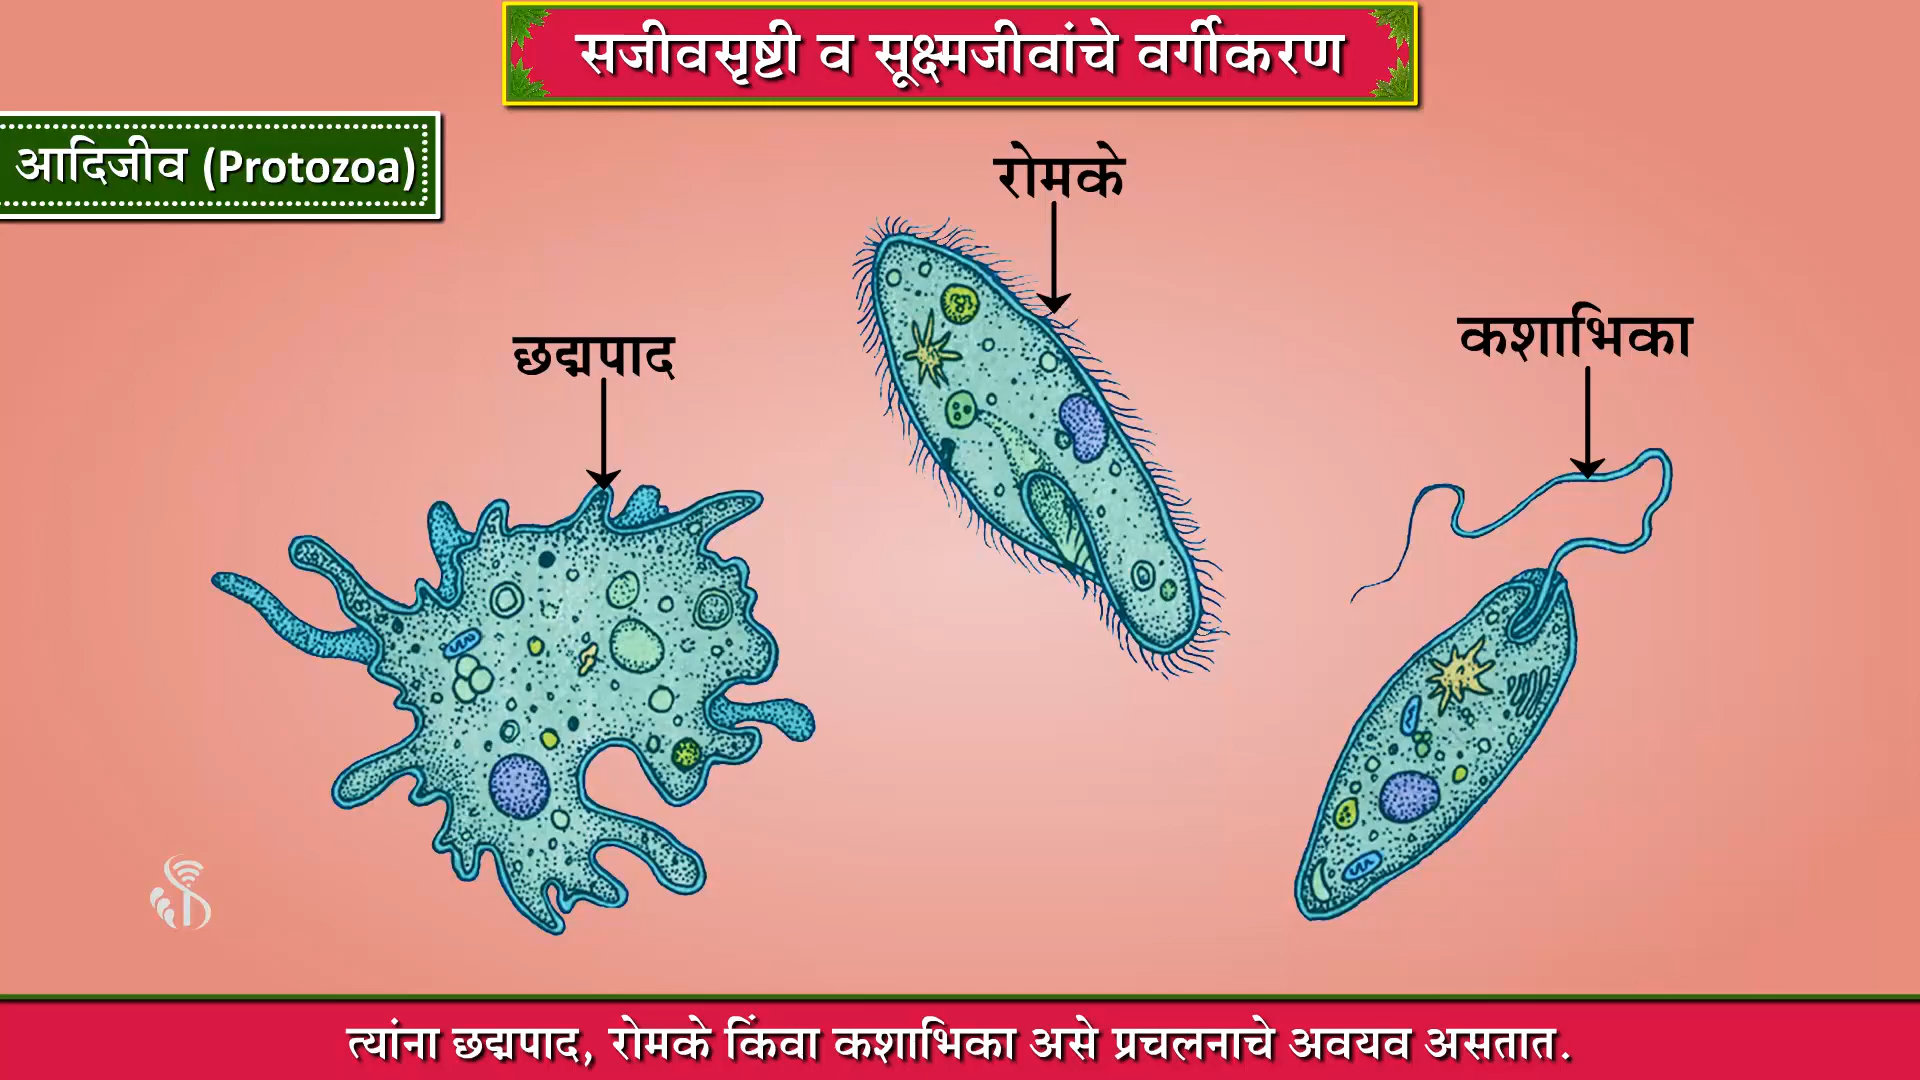 सजीवसृष्टी व सूक्ष्मजीवांचे वर्गीकरण
आदिजीव (Protozoa)
रोमके
छद्मपाद
कशाभिका
त्यांना छद्मपाद, रोमके किंवा कशाभिका असे प्रचलनाचे अवयव असतात.